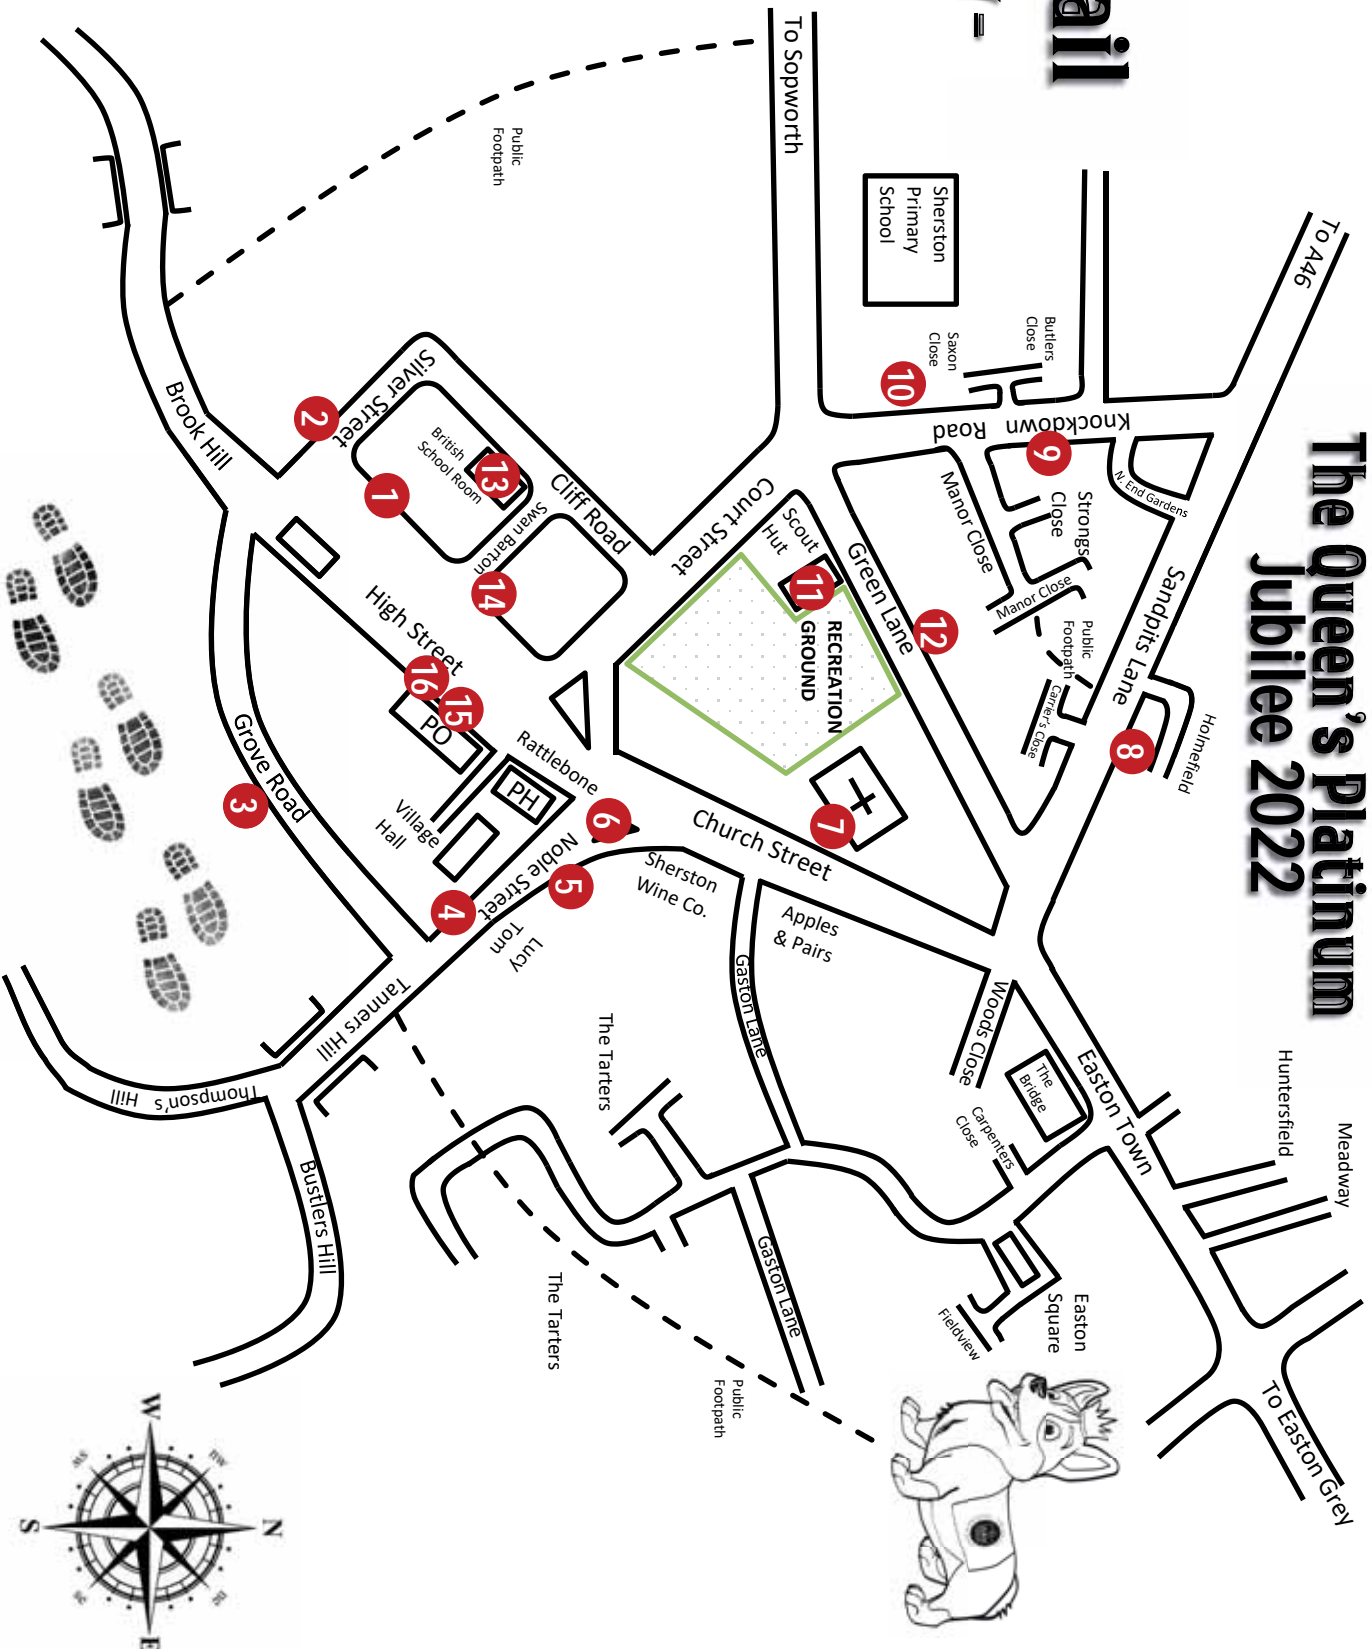 ail
The Queen's Platinum
Jubilee 2022
To A46
To Sopworth
To Easton Grey
Public
Footpath
Sherston
Primary
School
Butlers
Close
Saxon
Close
10
Knockdown
Road
9
N. End Gardens
Strongs
Close
Manor Close
Manor Close
Public
Footpath
Carrier's Close
Sandpits Lane
8
Holmefield
Huntersfield
Meadway
Silver Street
2
Brook Hill
British
School Room
13
1
Cliff Road
Swan Barton
14
Court Street
Scout
Hut
11
Green Lane
12
RECREATION
GROUND
7
Church Street
High Street
16
15
PO
Rattlebone
PH
Village
Hall
6
Noble Street
5
4
Sherston
Wine Co.
Apples
& Pairs
Lucy
Tom
Grove Road
3
Tanners Hill
Thompson's Hill
Bustlers Hill
Gaston Lane
Gaston Lane
The Tarters
The Tarters
Public
Footpath
Woods Close
The
Bridge
Carpenters
Close
Easton Town
Easton
Square
Fieldview
N
NW
W
S
E